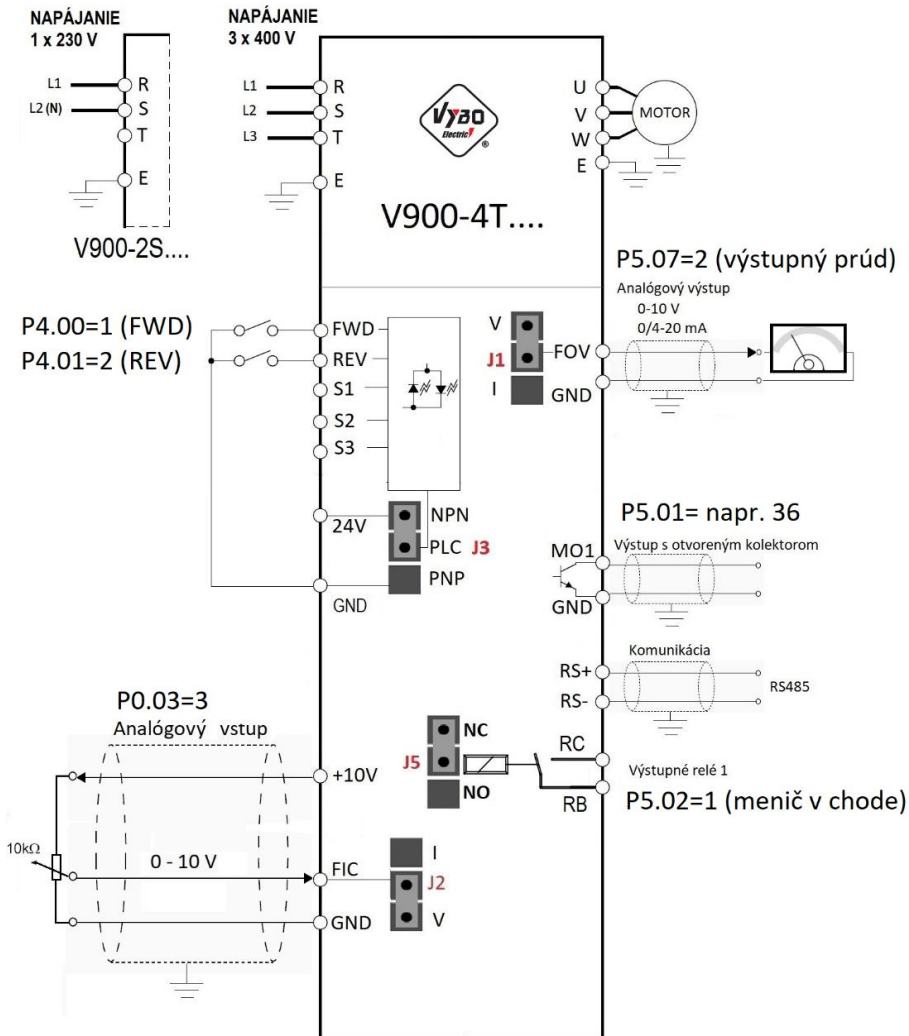 NAPÁJANIE
1 x 230 V
L1
R
L2 (N)
S
T
E
V900-2S....
NAPÁJANIE
3 x 400 V
L1
R
L2
S
L3
T
E
VYBO
Electric
®
V900-4T....
U
V
W
E
MOTOR
P5.07=2 (výstupný prúd)
Analógový výstup
0-10 V
0/4-20 mA
V
J1
I
FOV
GND
P4.00=1 (FWD)
P4.01=2 (REV)
FWD
REV
S1
S2
S3
24V
NPN
PLC
J3
PNP
GND
P5.01= napr. 36
Výstup s otvoreným kolektorom
MO1
GND
Komunikácia
RS+
RS-
RS485
P0.03=3
Analógový vstup
+10V
10kΩ
0 - 10 V
FIC
GND
NC
J5
NO
RC
RB
Výstupné relé 1
P5.02=1 (menič v chode)
I
J2
V